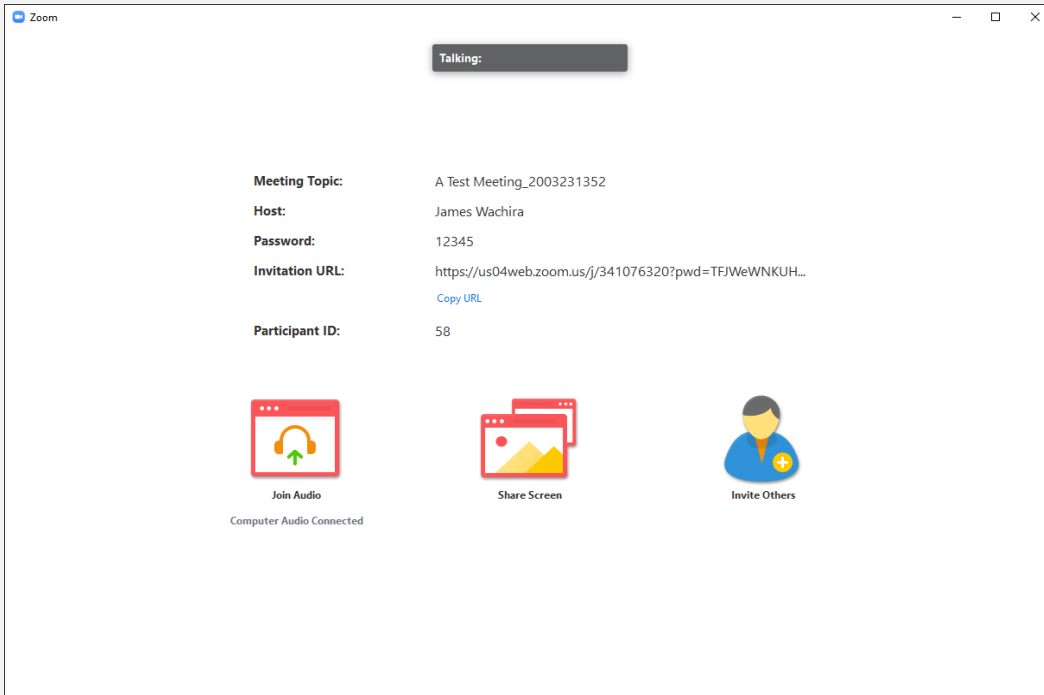 Zoom
Talking:
Meeting Topic: A Test Meeting_2003231352
Host: James Wachira
Password: 12345
Invitation URL: https://us04web.zoom.us/j/341076320?pwd=TFJWeWNKUH...
Copy URL
Participant ID: 58
Join Audio Share Screen Invite Others
Computer Audio Connected